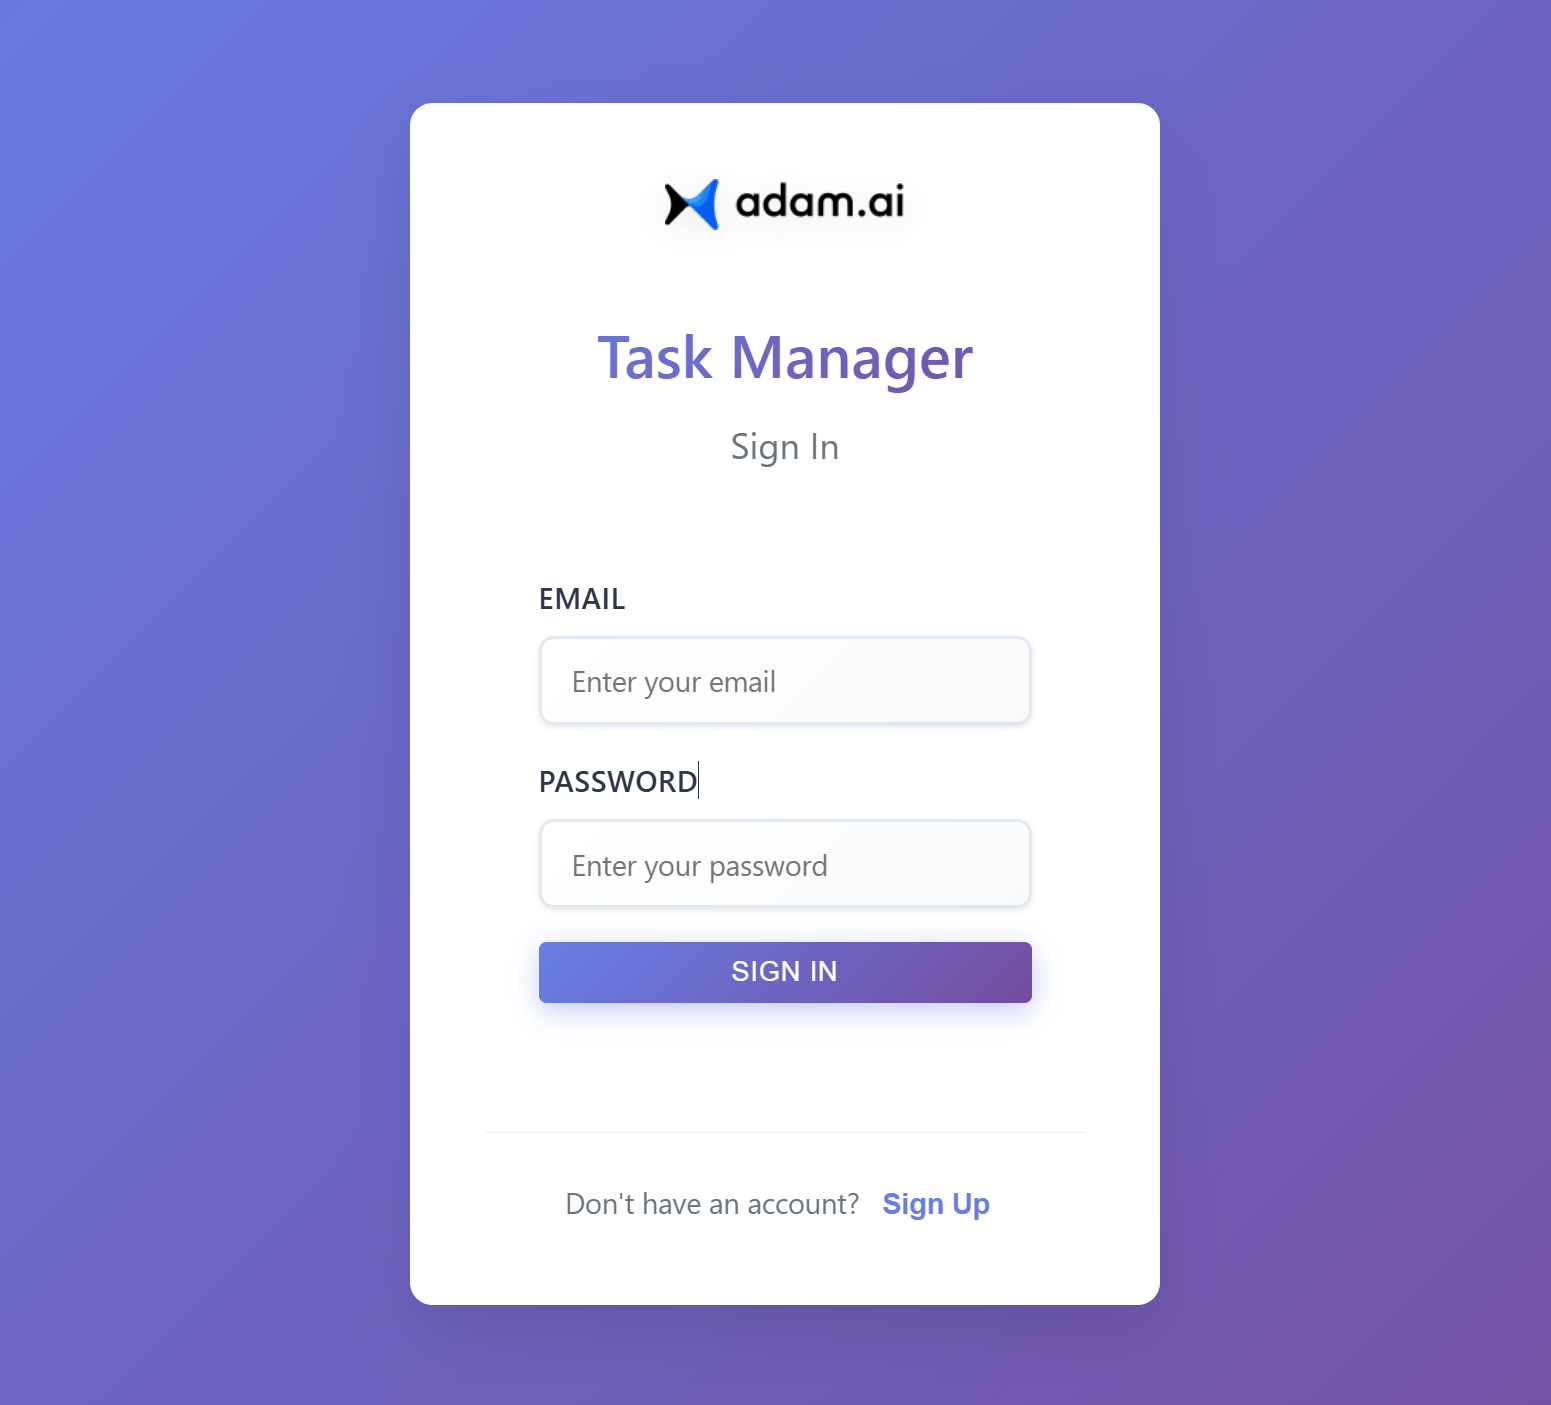 adam.ai
Task Manager
Sign In
EMAIL
Enter your email
PASSWORD
Enter your password
SIGN IN
Don't have an account? Sign Up